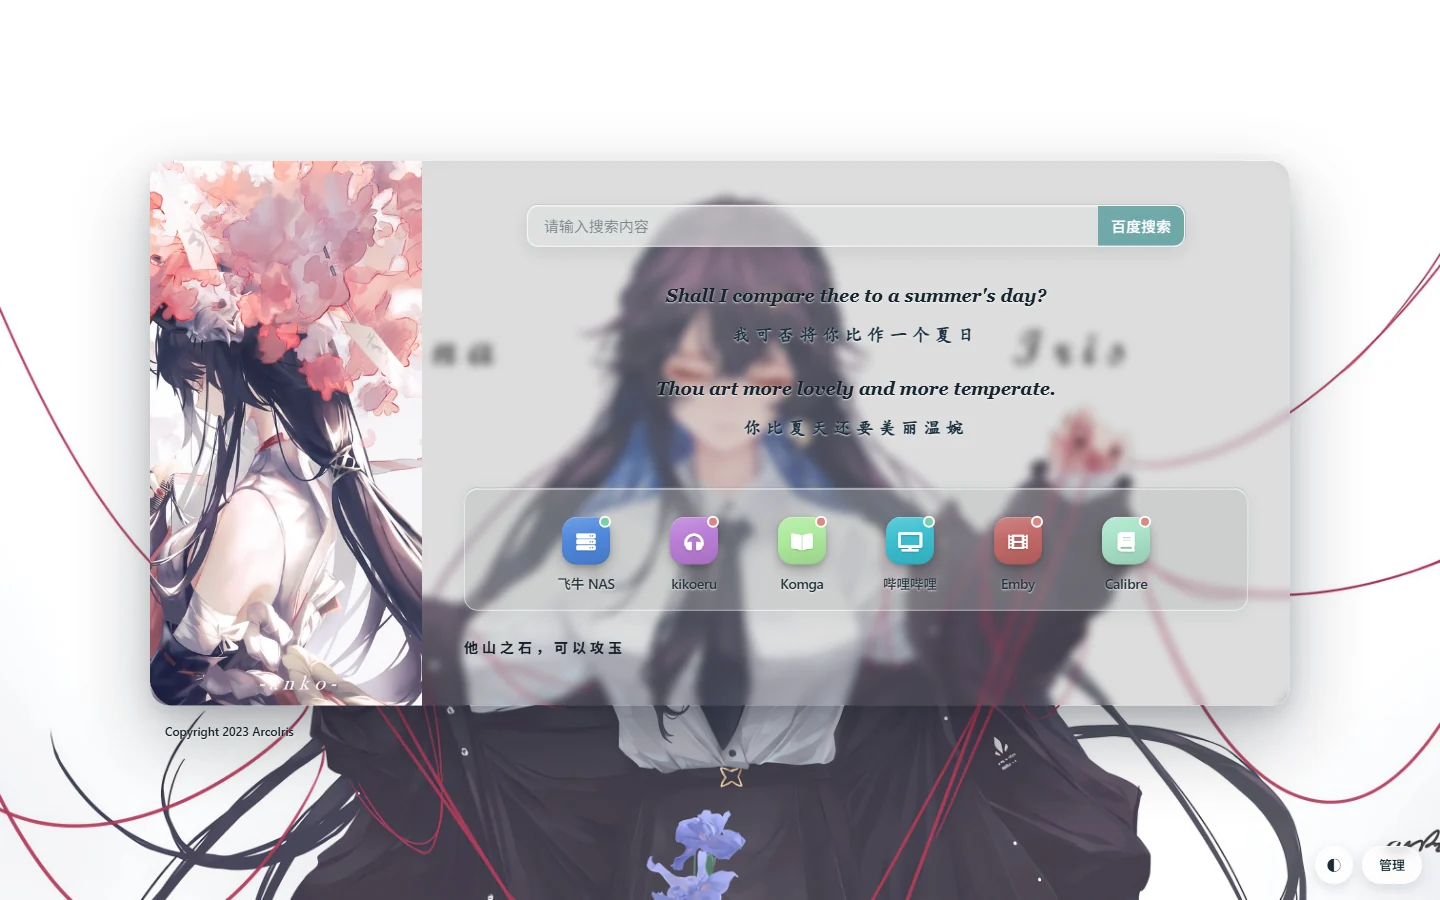 请输入搜索内容
百度搜索
Shall I compare thee to a summer's day?
我可否将你比作一个夏日
na
Iris
Thou art more lovely and more temperate.
你比夏天还要美丽温婉
飞牛 NAS
kikoeru
Komga
哔哩哔哩
Emby
Calibre
他山之石，可以攻玉
Copyright 2023 ArcoIris
管理